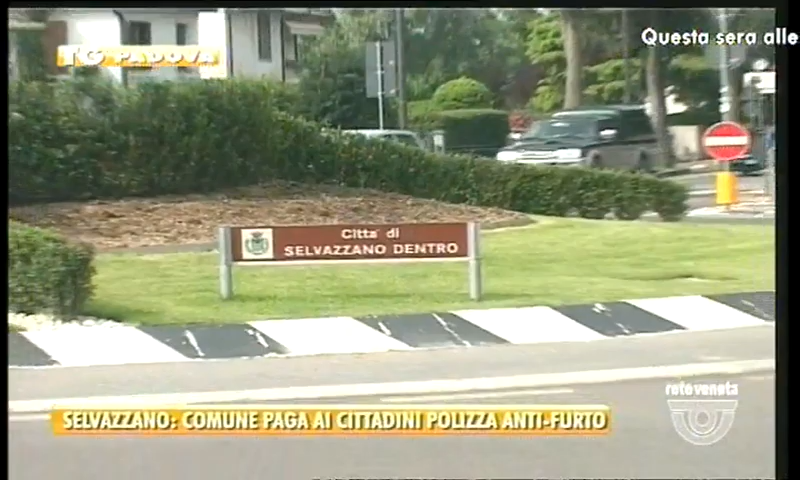 TG PADOVA
Questa sera alle
Citta' di
SELVAZZANO DENTRO
reteveneta
SELVAZZANO: COMUNE PAGA AI CITTADINI POLIZZA ANTI-FURTO